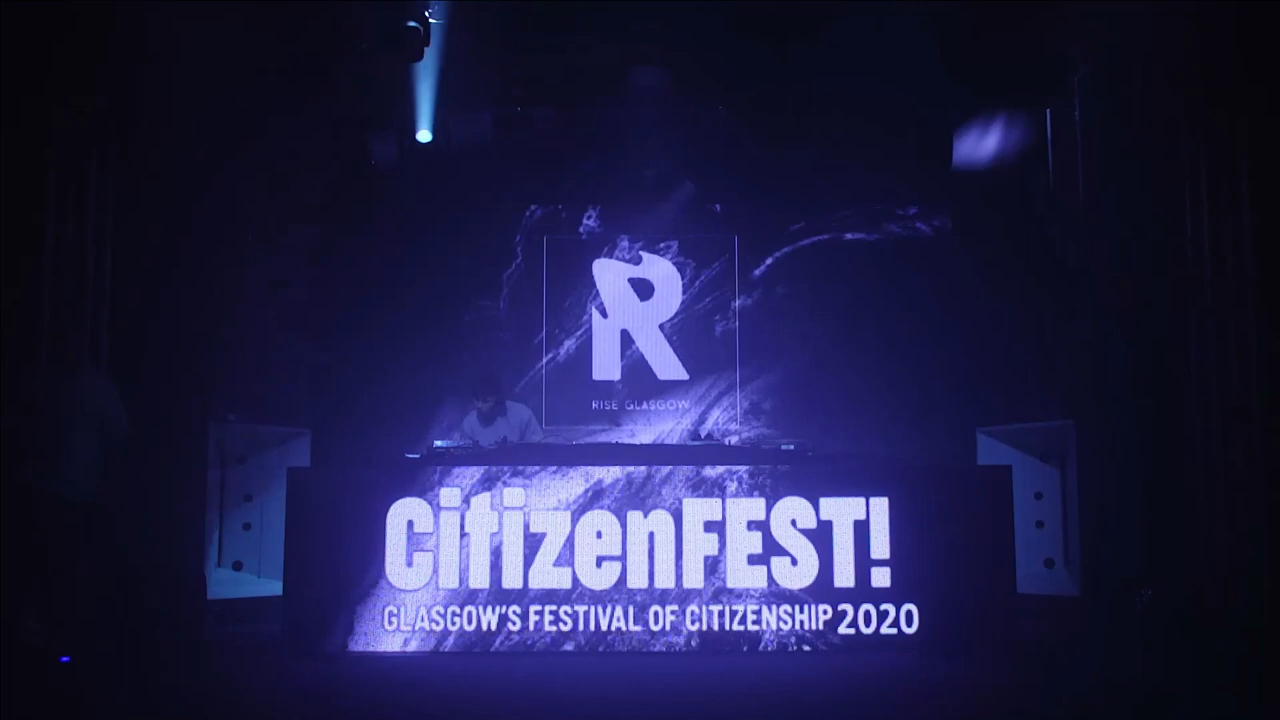 R
RISE GLASGOW
CitizenFEST!
GLASGOW'S FESTIVAL OF CITIZENSHIP 2020